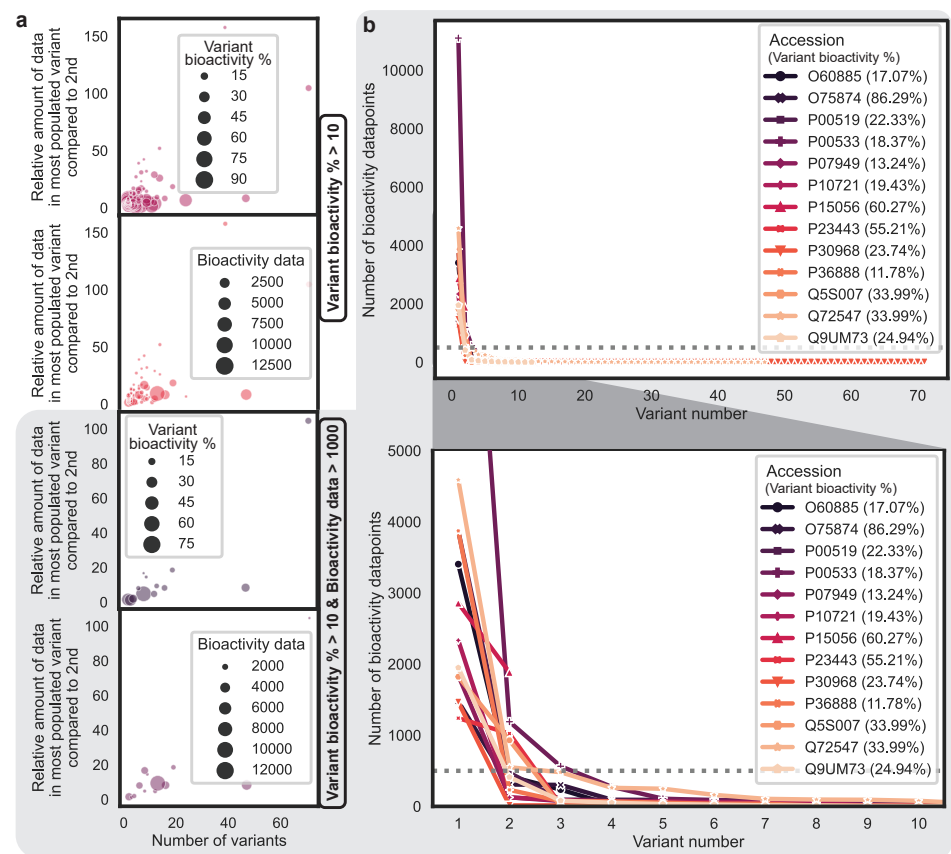 a
Relative amount of data
in most populated variant
compared to 2nd
150
100
50
0
Variant
bioactivity %
15
30
45
60
75
90
Variant bioactivity % > 10
Relative amount of data
in most populated variant
compared to 2nd
150
100
50
0
Bioactivity data
2500
5000
7500
10000
12500
Relative amount of data
in most populated variant
compared to 2nd
100
80
60
40
20
0
Variant
bioactivity %
15
30
45
60
75
Variant bioactivity % > 10 & Bioactivity data > 1000
Relative amount of data
in most populated variant
compared to 2nd
100
80
60
40
20
0
Bioactivity data
2000
4000
6000
8000
10000
12000
0 20 40 60
Number of variants
b
Number of bioactivity datapoints
10000
8000
6000
4000
2000
0
Accession
(Variant bioactivity %)
O60885 (17.07%)
O75874 (86.29%)
P00519 (22.33%)
P00533 (18.37%)
P07949 (13.24%)
P10721 (19.43%)
P15056 (60.27%)
P23443 (55.21%)
P30968 (23.74%)
P36888 (11.78%)
Q5S007 (33.99%)
Q72547 (33.99%)
Q9UM73 (24.94%)
0 10 20 30 40 50 60 70
Variant number
Number of bioactivity datapoints
5000
4000
3000
2000
1000
0
Accession
(Variant bioactivity %)
O60885 (17.07%)
O75874 (86.29%)
P00519 (22.33%)
P00533 (18.37%)
P07949 (13.24%)
P10721 (19.43%)
P15056 (60.27%)
P23443 (55.21%)
P30968 (23.74%)
P36888 (11.78%)
Q5S007 (33.99%)
Q72547 (33.99%)
Q9UM73 (24.94%)
1 2 3 4 5 6 7 8 9 10
Variant number